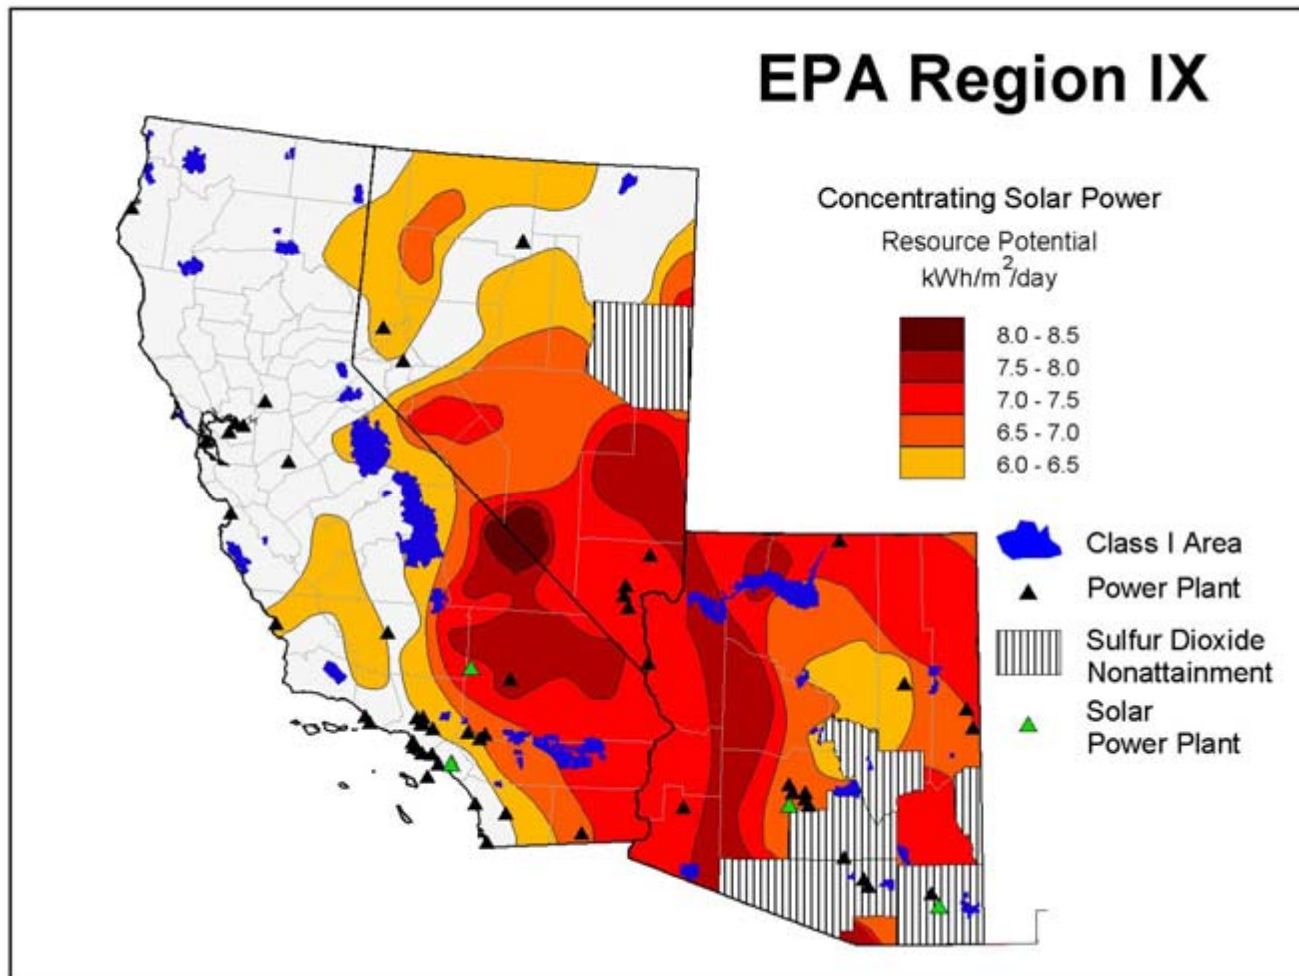 EPA Region IX
Concentrating Solar Power
Resource Potential
kWh/m²/day
8.0 - 8.5
7.5 - 8.0
7.0 - 7.5
6.5 - 7.0
6.0 - 6.5
Class I Area
Power Plant
Sulfur Dioxide
Nonattainment
Solar
Power Plant